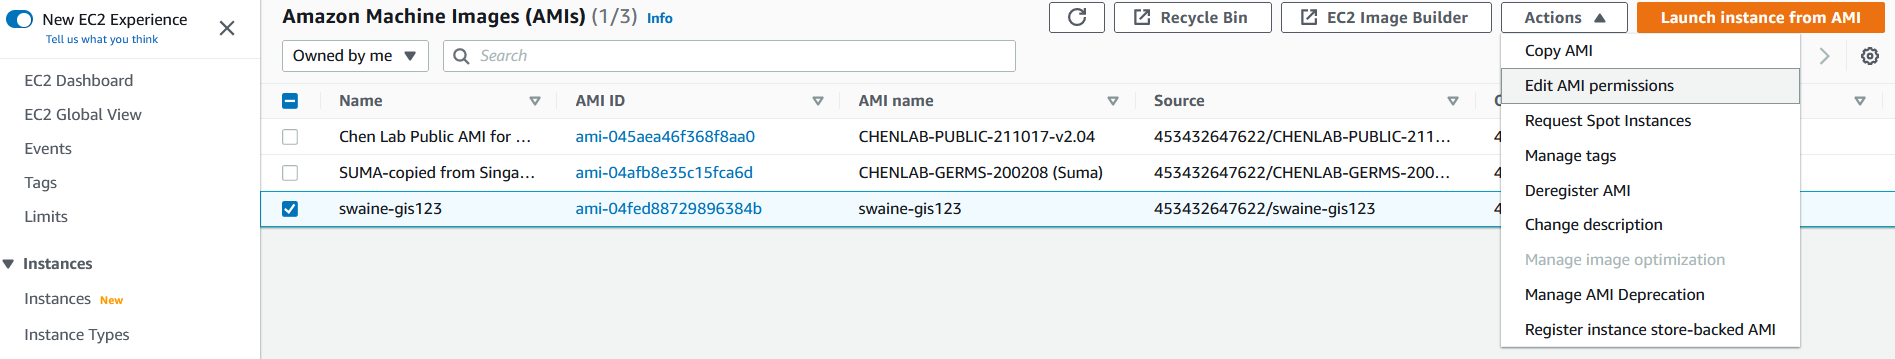 New EC2 Experience
Tell us what you think
EC2 Dashboard
EC2 Global View
Events
Tags
Limits
Instances
Instances New
Instance Types
Amazon Machine Images (AMIs) (1/3) Info
Recycle Bin
EC2 Image Builder
Actions
Launch instance from AMI
Owned by me
Search
Name AMI ID AMI name Source
Chen Lab Public AMI for ... ami-045aea46f368f8aa0 CHENLAB-PUBLIC-211017-v2.04 453432647622/CHENLAB-PUBLIC-211... 4
SUMA-copied from Singa... ami-04afb8e35c15fca6d CHENLAB-GERMS-200208 (Suma) 453432647622/CHENLAB-GERMS-200... 4
swaine-gis123 ami-04fed88729896384b swaine-gis123 453432647622/swaine-gis123 4
Copy AMI
Edit AMI permissions
Request Spot Instances
Manage tags
Deregister AMI
Change description
Manage image optimization
Manage AMI Deprecation
Register instance store-backed AMI